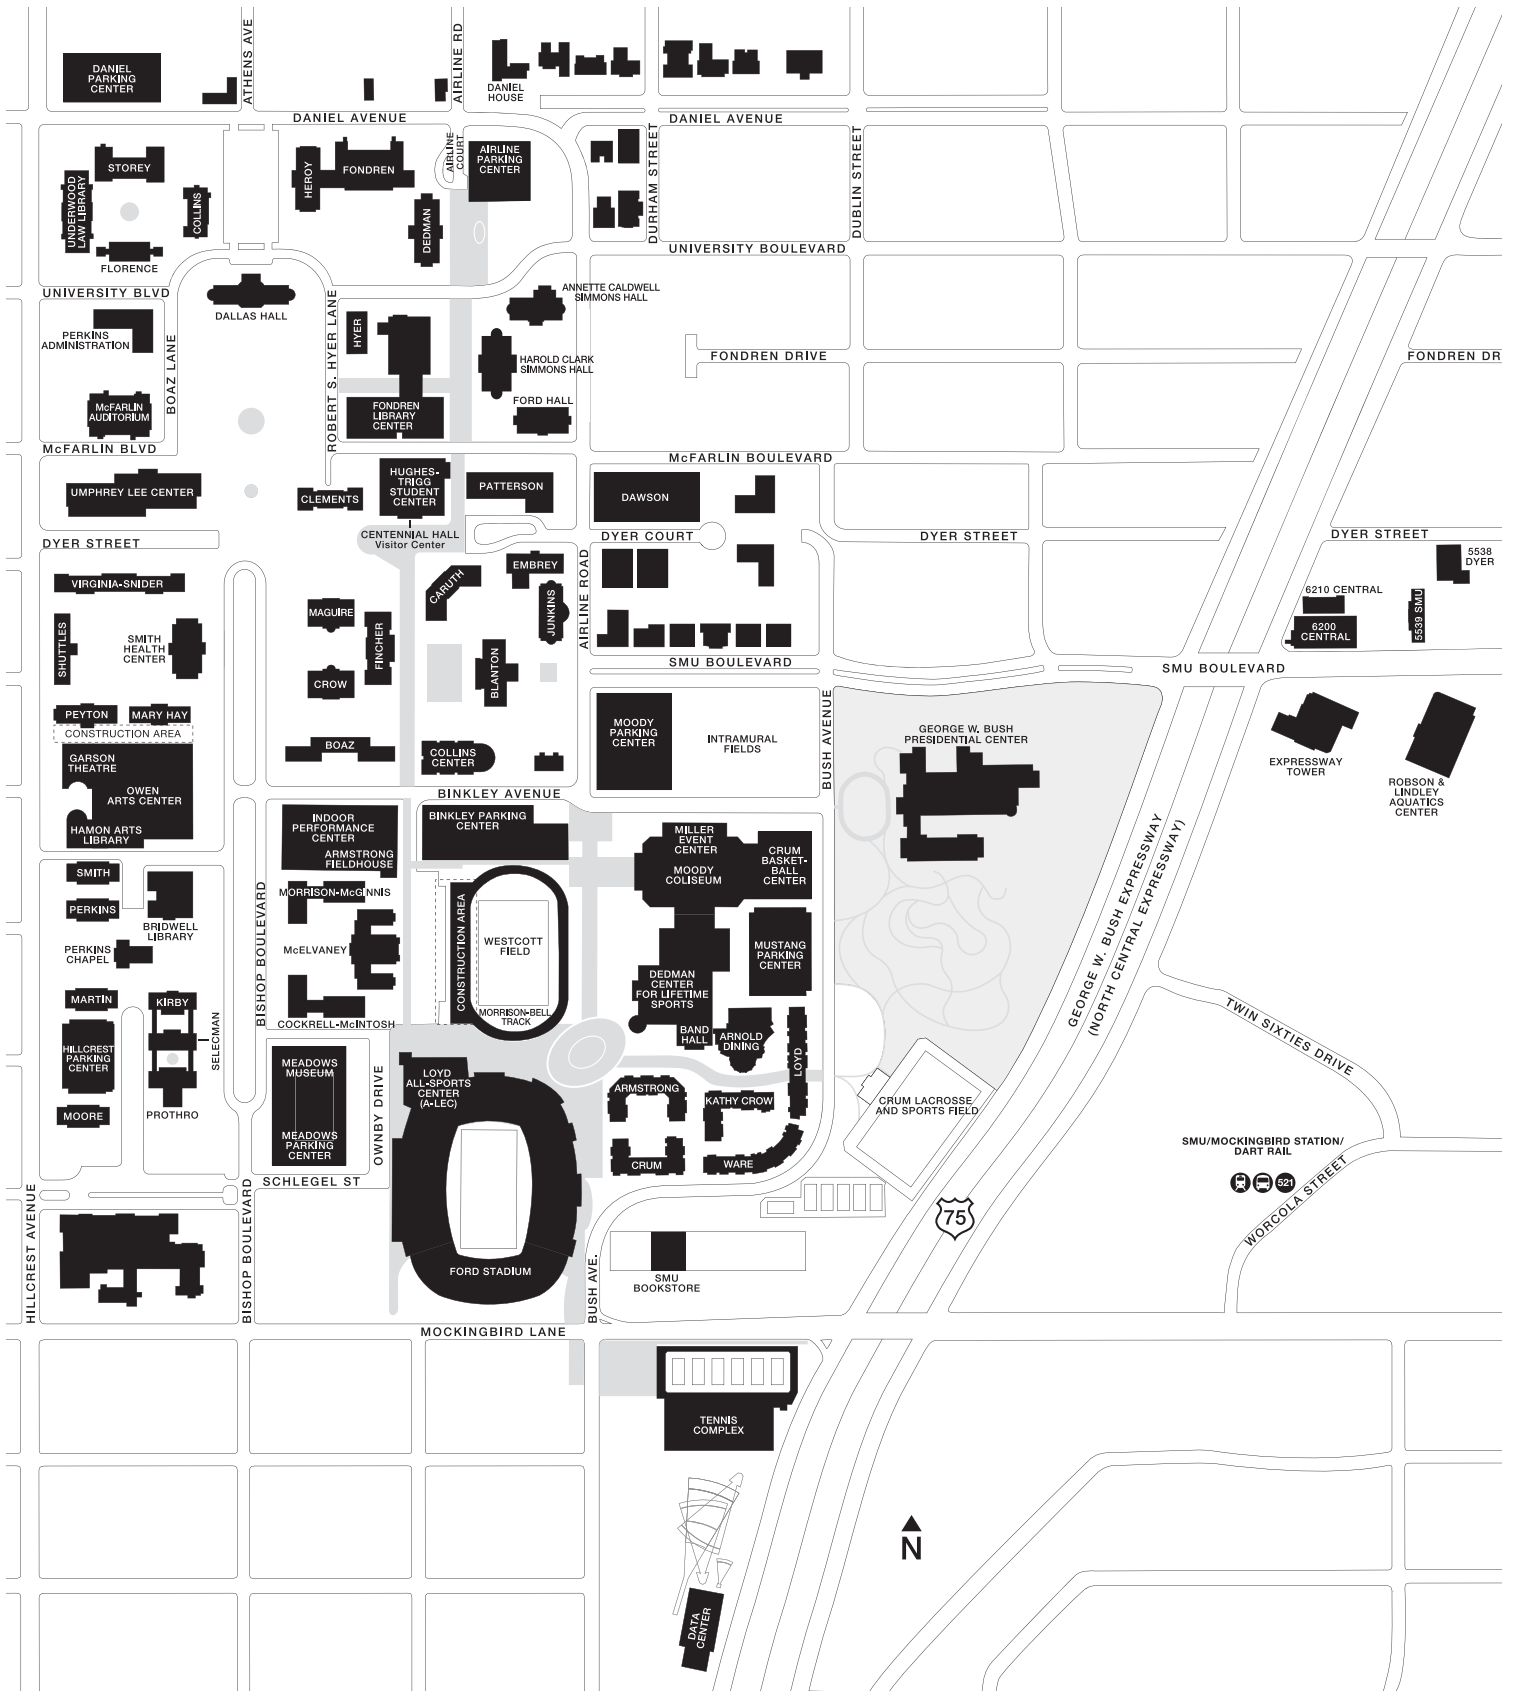 ATHENS AVE
AIRLINE RD
DANIEL
PARKING
CENTER
DANIEL
HOUSE
DANIEL AVENUE
DANIEL AVENUE
STOREY
UNDERWOOD
LAW LIBRARY
COLLINS
FLORENCE
HEROY
FONDREN
AIRLINE
COURT
AIRLINE
PARKING
CENTER
DEDMAN
DURHAM STREET
DUBLIN STREET
UNIVERSITY BOULEVARD
UNIVERSITY BLVD
DALLAS HALL
ANNETTE CALDWELL
SIMMONS HALL
PERKINS
ADMINISTRATION
BOAZ LANE
ROBERT S. HYER LANE
HYER
HAROLD CLARK
SIMMONS HALL
FONDREN DRIVE
FONDREN DR
McFARLIN
AUDITORIUM
FONDREN
LIBRARY
CENTER
FORD HALL
McFARLIN BLVD
McFARLIN BOULEVARD
UMPHREY LEE CENTER
CLEMENTS
HUGHES-
TRIGG
STUDENT
CENTER
PATTERSON
DAWSON
CENTENNIAL HALL
Visitor Center
DYER STREET
DYER COURT
DYER STREET
DYER STREET
5538
DYER
VIRGINIA-SNIDER
CARUTH
EMBREY
AIRLINE ROAD
6210 CENTRAL
6200
CENTRAL
5539 SMU
SHUTTLES
SMITH
HEALTH
CENTER
MAGUIRE
FINCHER
JUNKINS
CROW
BLANTON
SMU BOULEVARD
SMU BOULEVARD
PEYTON
MARY HAY
CONSTRUCTION AREA
GARSON
THEATRE
OWEN
ARTS CENTER
HAMON ARTS
LIBRARY
BOAZ
COLLINS
CENTER
MOODY
PARKING
CENTER
INTRAMURAL
FIELDS
BUSH AVENUE
GEORGE W. BUSH
PRESIDENTIAL CENTER
EXPRESSWAY
TOWER
ROBSON &
LINDLEY
AQUATICS
CENTER
BINKLEY AVENUE
INDOOR
PERFORMANCE
CENTER
ARMSTRONG
FIELDHOUSE
BINKLEY PARKING
CENTER
MILLER
EVENT
CENTER
MOODY
COLISEUM
CRUM
BASKET-
BALL
CENTER
SMITH
PERKINS
BRIDWELL
LIBRARY
PERKINS
CHAPEL
BISHOP BOULEVARD
MORRISON-McGINNIS
McELVANEY
COCKRELL-McINTOSH
CONSTRUCTION AREA
WESTCOTT
FIELD
MORRISON-BELL
TRACK
MUSTANG
PARKING
CENTER
DEDMAN
CENTER
FOR LIFETIME
SPORTS
BAND
HALL
ARNOLD
DINING
LOYD
GEORGE W. BUSH EXPRESSWAY
(NORTH CENTRAL EXPRESSWAY)
TWIN SIXTIES DRIVE
MARTIN
KIRBY
SELECMAN
HILLCREST
PARKING
CENTER
MOORE
PROTHRO
MEADOWS
MUSEUM
MEADOWS
PARKING
CENTER
OWNBY DRIVE
LOYD
ALL-SPORTS
CENTER
(A-LEC)
ARMSTRONG
KATHY CROW
CRUM
WARE
CRUM LACROSSE
AND SPORTS FIELD
SMU/MOCKINGBIRD STATION/
DART RAIL
521
WORCOLA STREET
SCHLEGEL ST
HILLCREST AVENUE
BISHOP BOULEVARD
75
FORD STADIUM
BUSH AVE.
SMU
BOOKSTORE
MOCKINGBIRD LANE
TENNIS
COMPLEX
N
DATA
CENTER